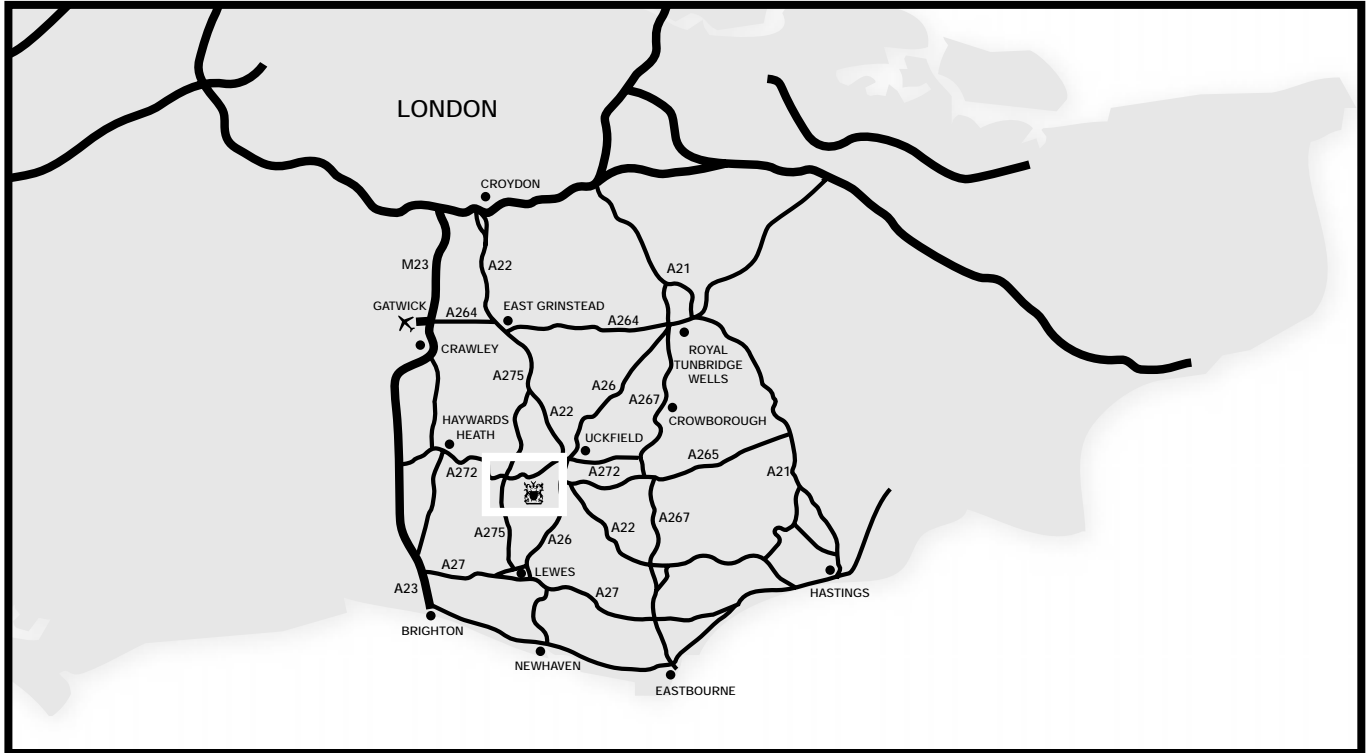 LONDON
CROYDON
M23
A22
A21
GATWICK
A264
EAST GRINSTEAD
A264
CRAWLEY
ROYAL
TUNBRIDGE
WELLS
A275
A26
A267
A22
CROWBOROUGH
HAYWARDS
HEATH
UCKFIELD
A265
A272
A272
A21
A275
A26
A22
A267
A27
LEWES
A23
A27
HASTINGS
BRIGHTON
NEWHAVEN
EASTBOURNE